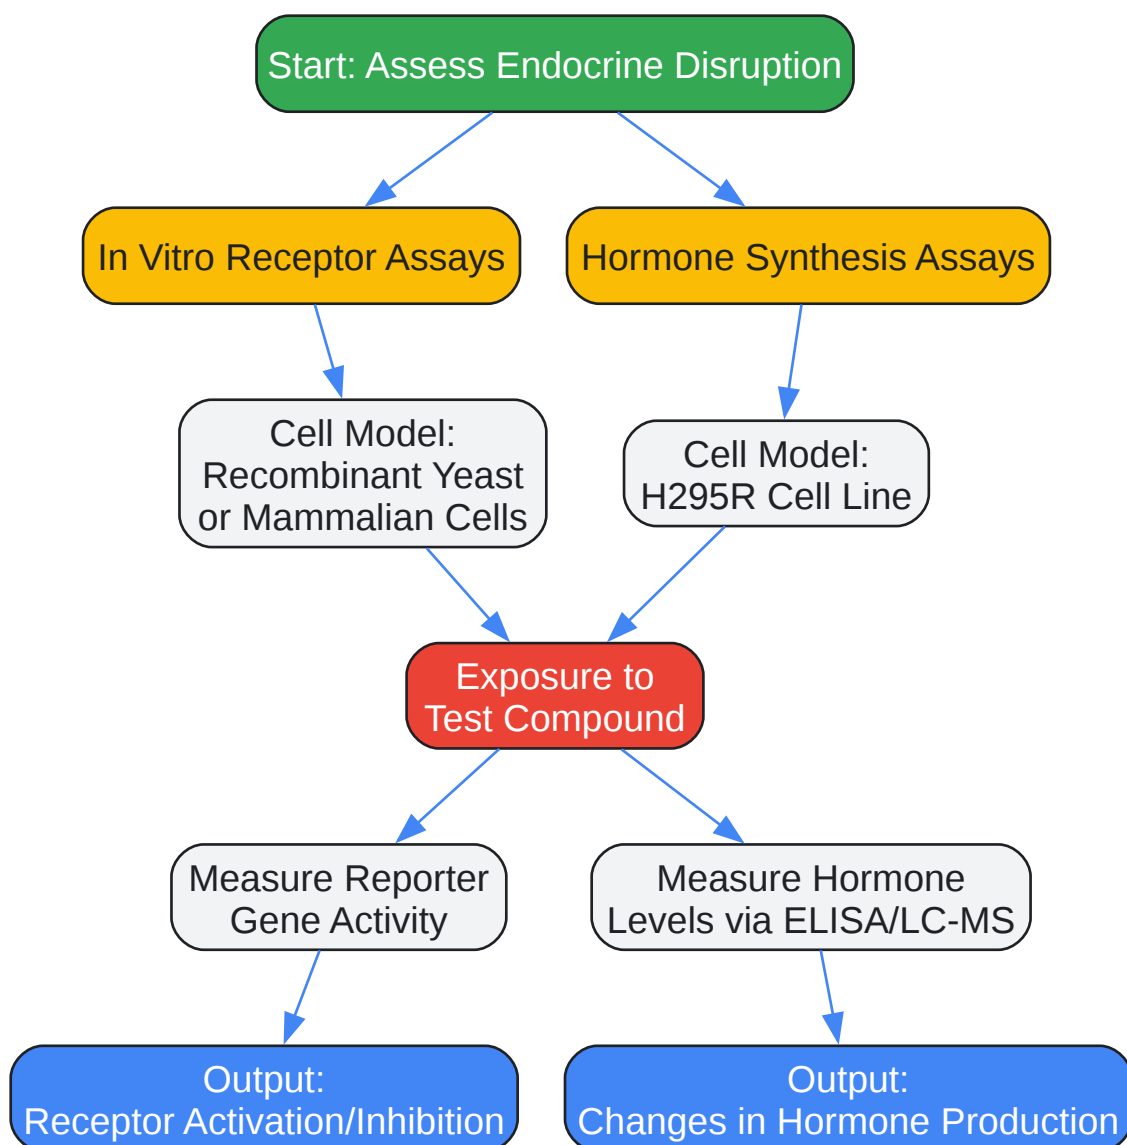 Start: Assess Endocrine Disruption
In Vitro Receptor Assays
Hormone Synthesis Assays
Cell Model:
Recombinant Yeast
or Mammalian Cells
Cell Model:
H295R Cell Line
Exposure to
Test Compound
Measure Reporter
Gene Activity
Measure Hormone
Levels via ELISA/LC-MS
Output:
Receptor Activation/Inhibition
Output:
Changes in Hormone Production